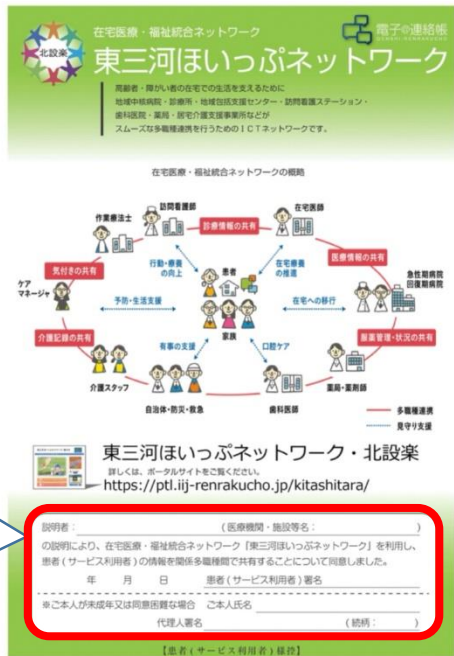 北設楽
在宅医療・福祉統合ネットワーク
電子@連絡帳
東三河ほいっぷネットワーク
高齢者・障がい者の在宅での生活を支えるために
地域中核病院・診療所・地域包括支援センター・訪問看護ステーション・
歯科医院・薬局・居宅介護支援事業所などが
スムーズな多職種連携を行うためのICTネットワークです。
在宅医療・福祉統合ネットワークの概略
訪問看護師
在宅医師
作業療法士
診療情報の共有
気付きの共有
行動・療養
の向上
患者
在宅療養
の推進
医療情報の共有
ケア
マネージャ
予防・生活支援
在宅への移行
急性期病院
回復期病院
家族
介護記録の共有
有事の支援
口腔ケア
服薬管理・状況の共有
介護スタッフ
薬局・薬剤師
自治体・防災・救急
歯科医師
多職種連携
見守り支援
東三河ほいっぷネットワーク・北設楽
詳しくは、ポータルサイトをご覧ください。
https://ptl.iij-renrakucho.jp/kitashitara/
説明者： （医療機関・施設等名： ）
の説明により、在宅医療・福祉統合ネットワーク「東三河ほいっぷネットワーク」を利用し、
患者（サービス利用者）の情報を関係多職種間で共有することについて同意しました。
年 月 日 患者（サービス利用者）署名
※ご本人が未成年又は同意困難な場合 ご本人氏名
代理人署名 （続柄： ）
【患者（サービス利用者）様控】